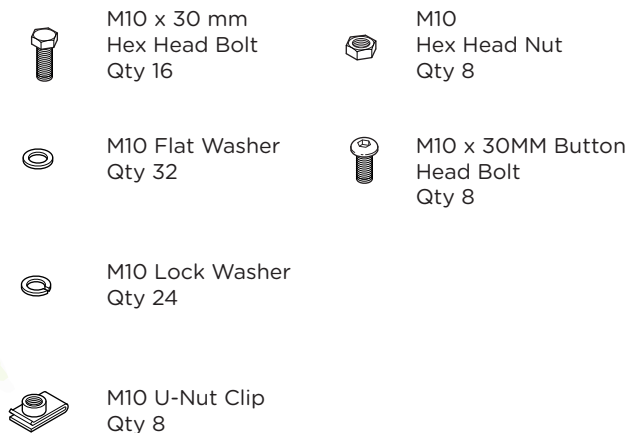 M10 x 30 mm
Hex Head Bolt
Qty 16
M10
Hex Head Nut
Qty 8
M10 Flat Washer
Qty 32
M10 x 30MM Button
Head Bolt
Qty 8
M10 Lock Washer
Qty 24
M10 U-Nut Clip
Qty 8